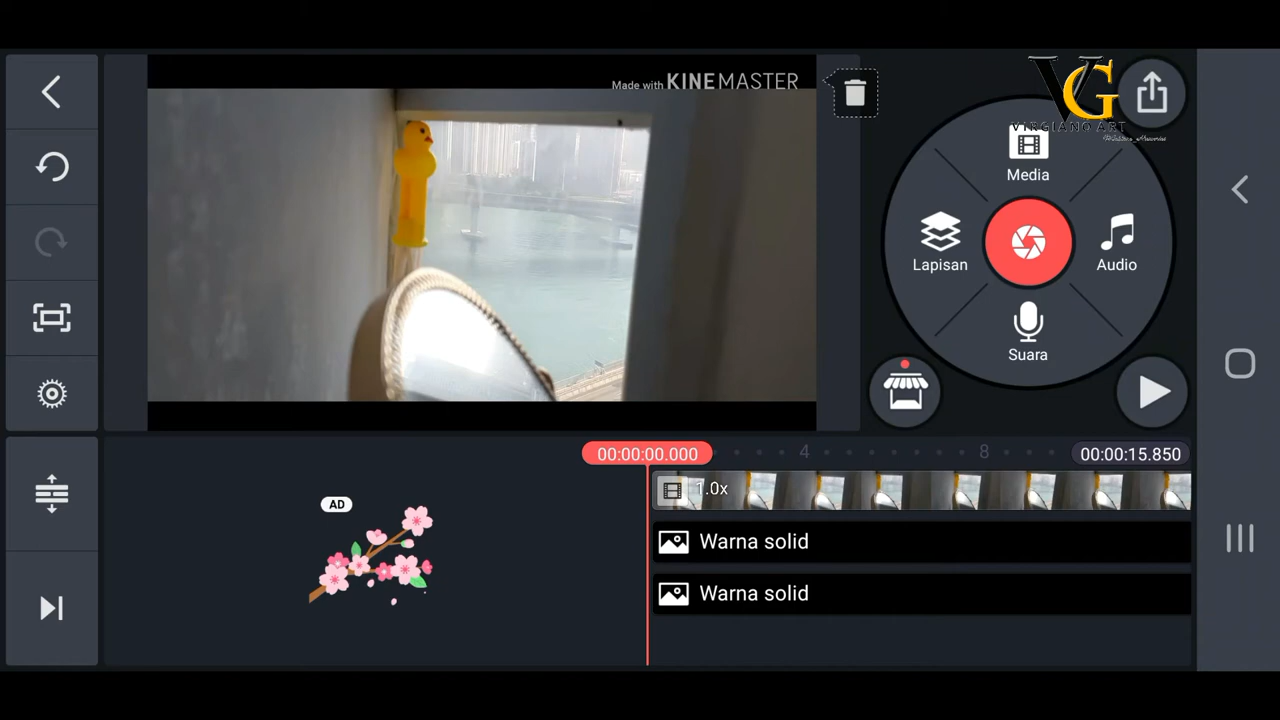 Made with KINEMASTER
VG
VIRGIANO ART
Media
Lapisan
Audio
Suara
00:00:00.000
4
8
00:00:15.850
1.0x
AD
Warna solid
Warna solid